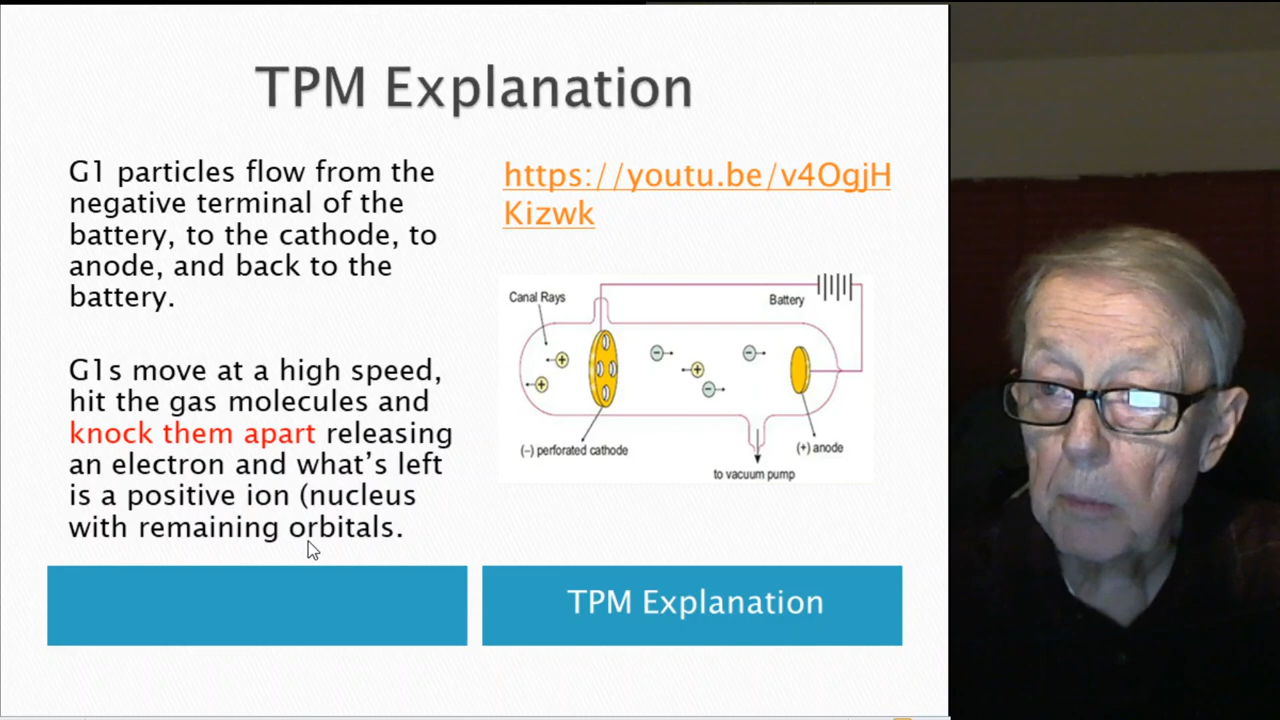 TPM Explanation
G1 particles flow from the
negative terminal of the
battery, to the cathode, to
anode, and back to the
battery.
G1s move at a high speed,
hit the gas molecules and
knock them apart releasing
an electron and what's left
is a positive ion (nucleus
with remaining orbitals.
https://youtu.be/v4OgjH
Kizwk
Canal Rays
Battery
(−) perforated cathode
(+) anode
to vacuum pump
TPM Explanation